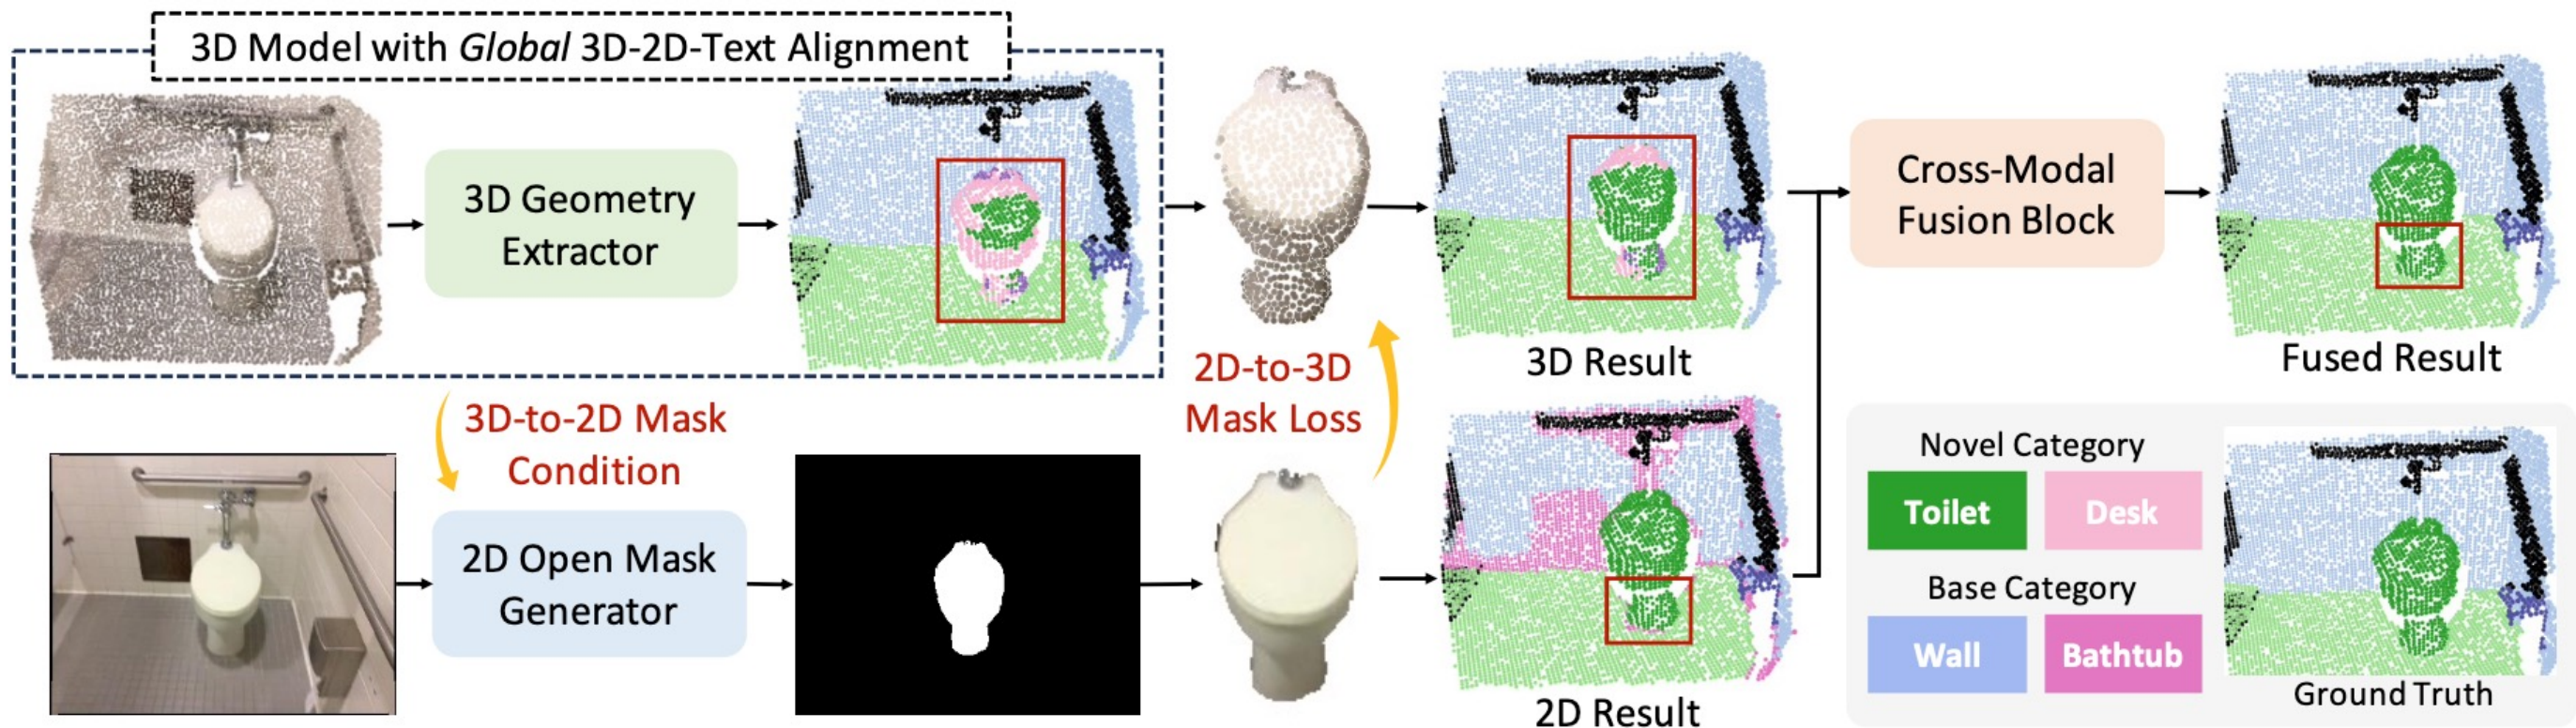 3D Model with Global 3D-2D-Text Alignment
3D Geometry
Extractor
3D Result
Cross-Modal
Fusion Block
Fused Result
3D-to-2D Mask
Condition
2D-to-3D
Mask Loss
2D Open Mask
Generator
2D Result
Novel Category
Toilet
Desk
Base Category
Wall
Bathtub
Ground Truth